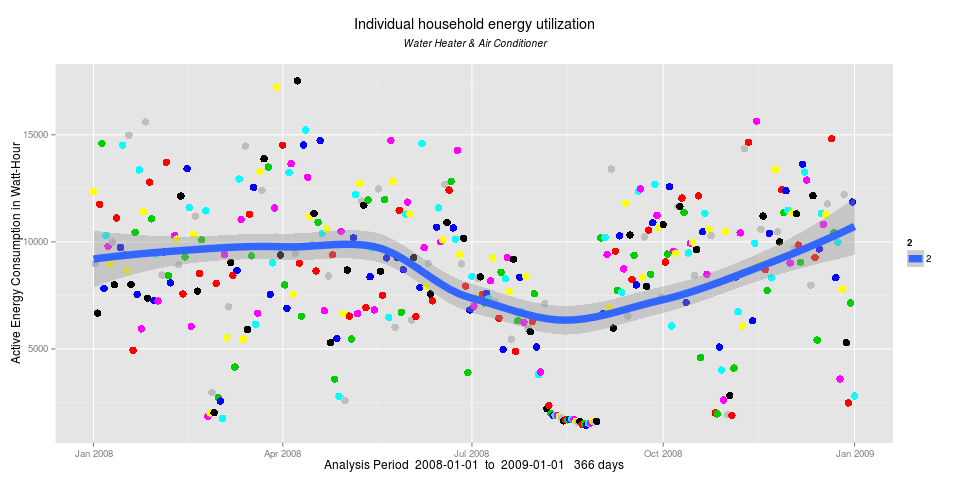 Individual household energy utilization
Water Heater & Air Conditioner
Active Energy Consumption in Watt-Hour
15000
10000
5000
Jan 2008
Apr 2008
Jul 2008
Oct 2008
Jan 2009
Analysis Period  2008-01-01  to  2009-01-01   366 days
2
2